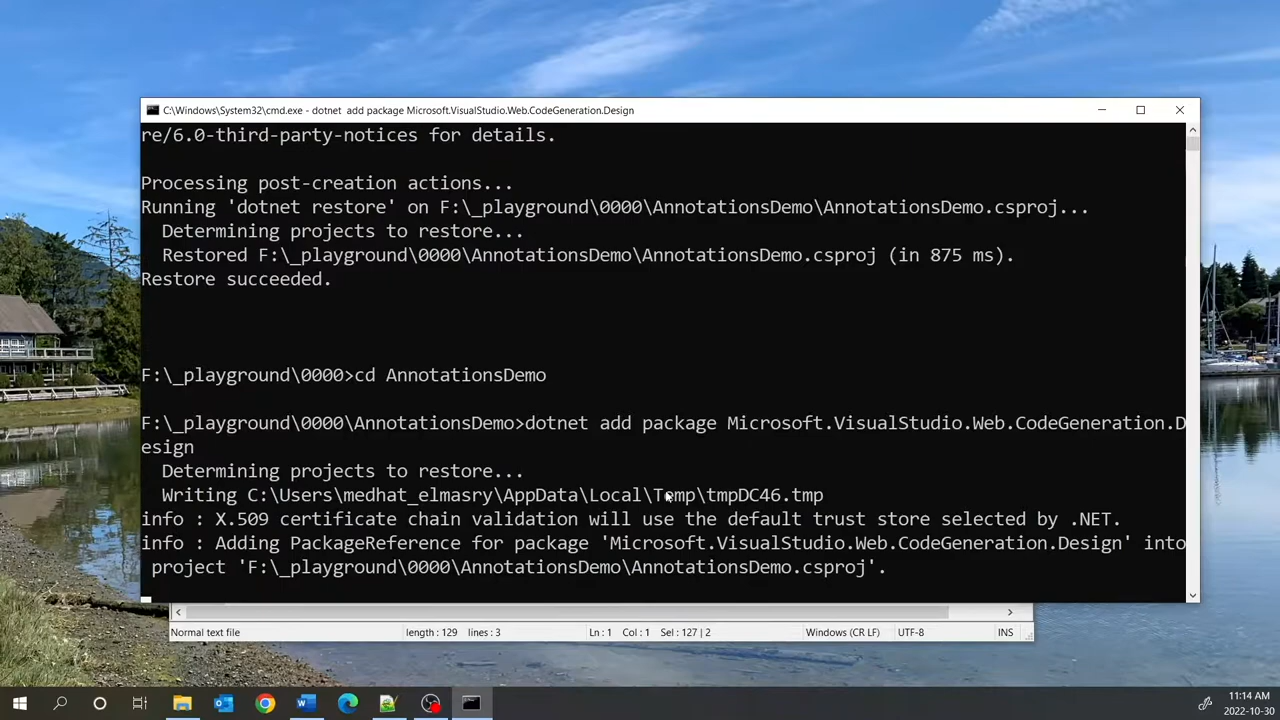 C:\Windows\System32\cmd.exe - dotnet  add package Microsoft.VisualStudio.Web.CodeGeneration.Design
re/6.0-third-party-notices for details.
Processing post-creation actions...
Running 'dotnet restore' on F:\_playground\0000\AnnotationsDemo\AnnotationsDemo.csproj...
Determining projects to restore...
Restored F:\_playground\0000\AnnotationsDemo\AnnotationsDemo.csproj (in 875 ms).
Restore succeeded.
F:\_playground\0000>cd AnnotationsDemo
F:\_playground\0000\AnnotationsDemo>dotnet add package Microsoft.VisualStudio.Web.CodeGeneration.D
esign
Determining projects to restore...
Writing C:\Users\medhat_elmasry\AppData\Local\Temp\tmpDC46.tmp
info : X.509 certificate chain validation will use the default trust store selected by .NET.
info : Adding PackageReference for package 'Microsoft.VisualStudio.Web.CodeGeneration.Design' into
project 'F:\_playground\0000\AnnotationsDemo\AnnotationsDemo.csproj'.
Normal text file length : 129 lines : 3 Ln : 1 Col : 1 Sel : 127 | 2 Windows (CR LF) UTF-8 INS
11:14 AM
2022-10-30